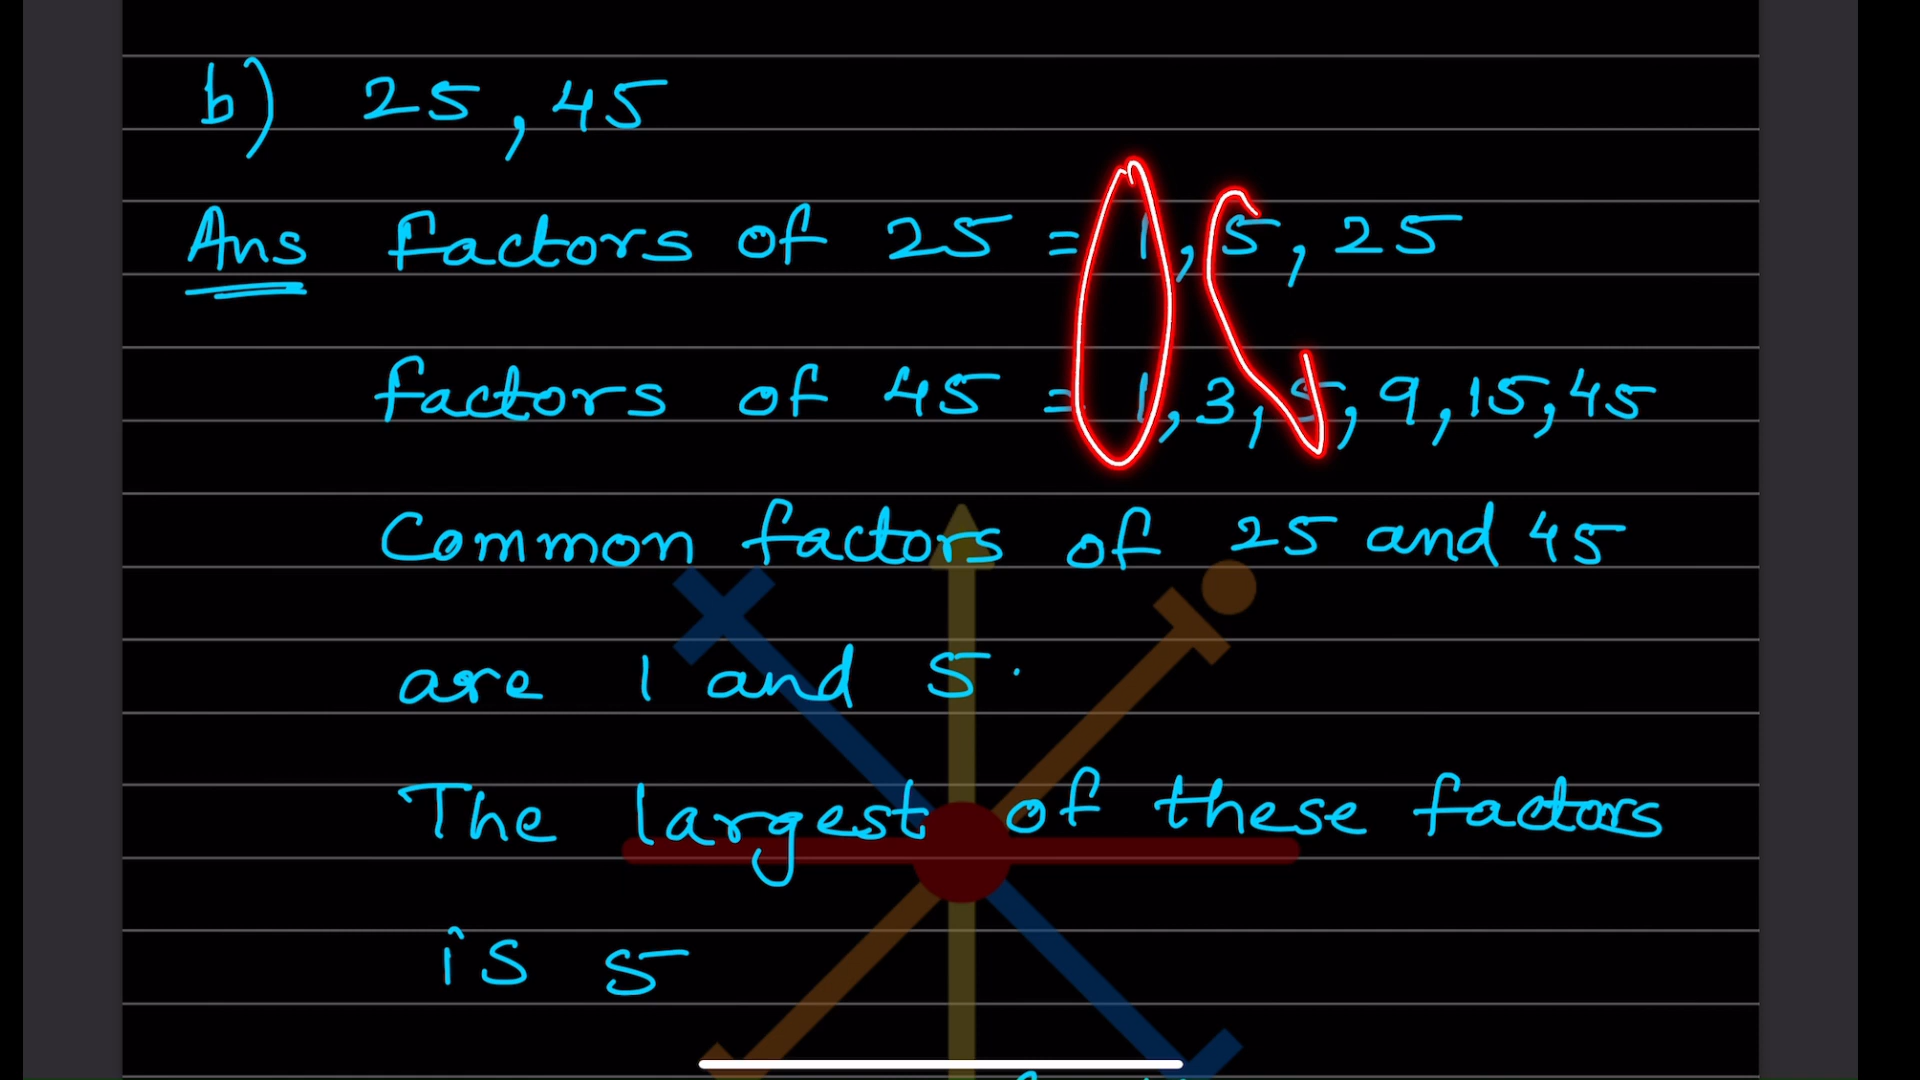 b) 25, 45
Ans Factors of 25 = 1, 5, 25
factors of 45 = 1, 3, 5, 9, 15, 45
Common factors of 25 and 45
are 1 and 5.
The largest of these factors
is 5